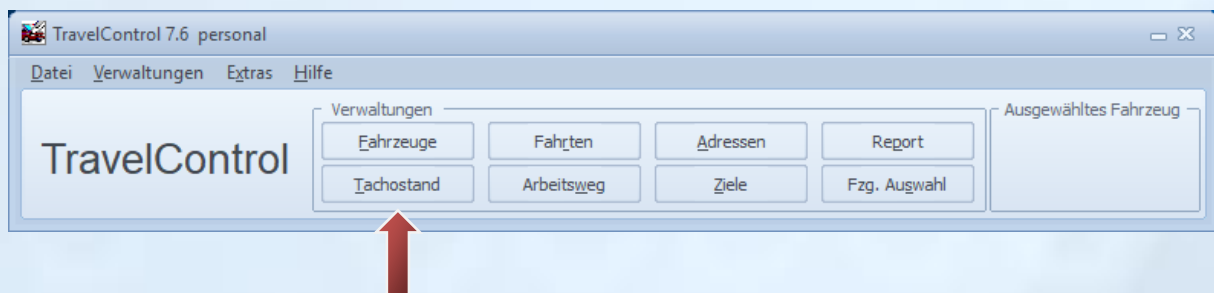 TravelControl 7.6 personal
Datei Verwaltungen Extras Hilfe
TravelControl
Verwaltungen
Fahrzeuge Fahrten Adressen Report
Tachostand Arbeitsweg Ziele Fzg. Auswahl
Ausgewähltes Fahrzeug